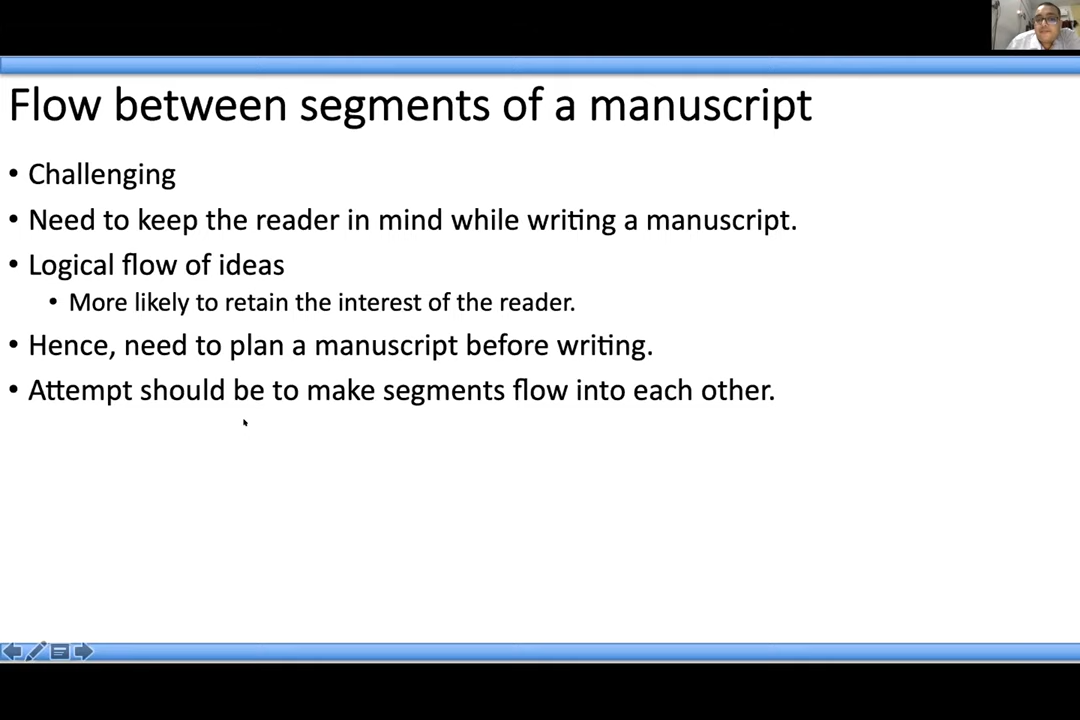 Flow between segments of a manuscript
• Challenging
• Need to keep the reader in mind while writing a manuscript.
• Logical flow of ideas
• More likely to retain the interest of the reader.
• Hence, need to plan a manuscript before writing.
• Attempt should be to make segments flow into each other.